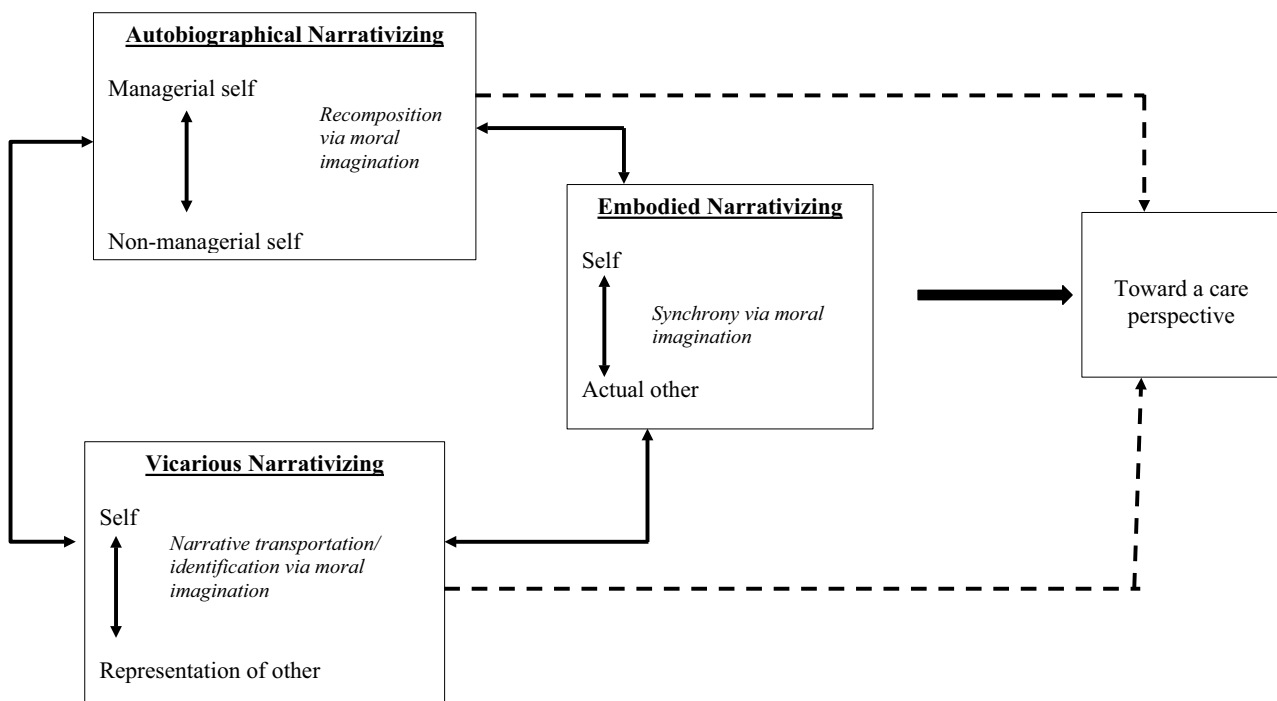 Autobiographical Narrativizing
Managerial self
Recomposition
via moral
imagination
Non-managerial self
Embodied Narrativizing
Self
Synchrony via moral
imagination
Actual other
Toward a care
perspective
Vicarious Narrativizing
Self
Narrative transportation/
identification via moral
imagination
Representation of other